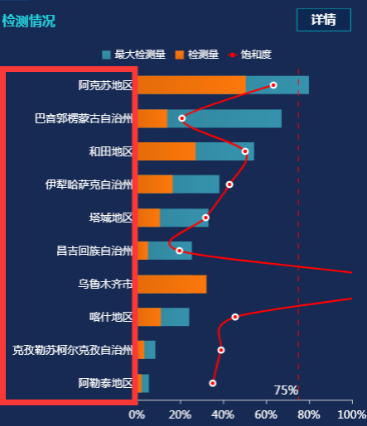 检测情况
详情
最大检测量 检测量 饱和度
阿克苏地区
巴音郭楞蒙古自治州
和田地区
伊犁哈萨克自治州
塔城地区
昌吉回族自治州
乌鲁木齐市
喀什地区
克孜勒苏柯尔克孜自治州
阿勒泰地区
75%
0% 20% 40% 60% 80% 100%